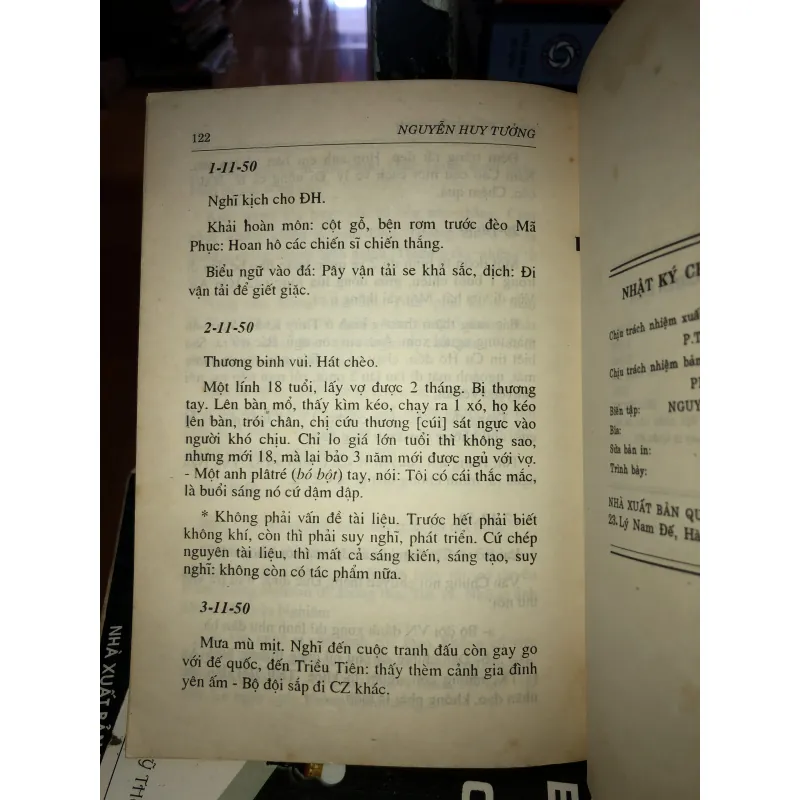 122
NGUYỄN HUY TƯỞNG
1-11-50
Nghĩ kịch cho ĐH.
Khải hoàn môn: cột gỗ, bện rơm trước đèo Mã
Phục: Hoan hô các chiến sĩ chiến thắng.
Biểu ngữ vào đá: Pây vận tải se khả sắc, dịch: Đi
vận tải để giết giặc.
2-11-50
Thương binh vui. Hát chèo.
Một lính 18 tuổi, lấy vợ được 2 tháng. Bị thương
tay. Lên bàn mổ, thấy kìm kéo, chạy ra 1 xó, họ kéo
lên bàn, trói chân, chị cứu thương [cúi] sát ngực vào
người khó chịu. Chỉ lo giá lớn tuổi thì không sao,
nhưng mới 18, mà lại bảo 3 năm mới được ngủ với vợ.
- Một anh plâtré (bó bột) tay, nói: Tôi có cái thắc mắc,
là buổi sáng nó cứ dậm dập.
* Không phải vấn đề tài liệu. Trước hết phải biết
không khí, còn thì phải suy nghĩ, phát triển. Cứ chép
nguyên tài liệu, thì mất cả sáng kiến, sáng tạo, suy
nghĩ: không còn có tác phẩm nữa.
3-11-50
Mưa mù mịt. Nghĩ đến cuộc tranh đấu còn gay go
với đế quốc, đến Triều Tiên: thấy thèm cảnh gia đình
yên ấm - Bộ đội sắp đi CZ khác.
NHẬT KÝ
Chịu trách nhiệm xuất
P.T
Chịu trách nhiệm bản
Biên tập: NGUY
Bìa:
Sửa bản in:
Trình bày:
NHÀ XUẤT BẢN QU
23. Lý Nam Đế, Hà
NHÀ XUẤT BẢN